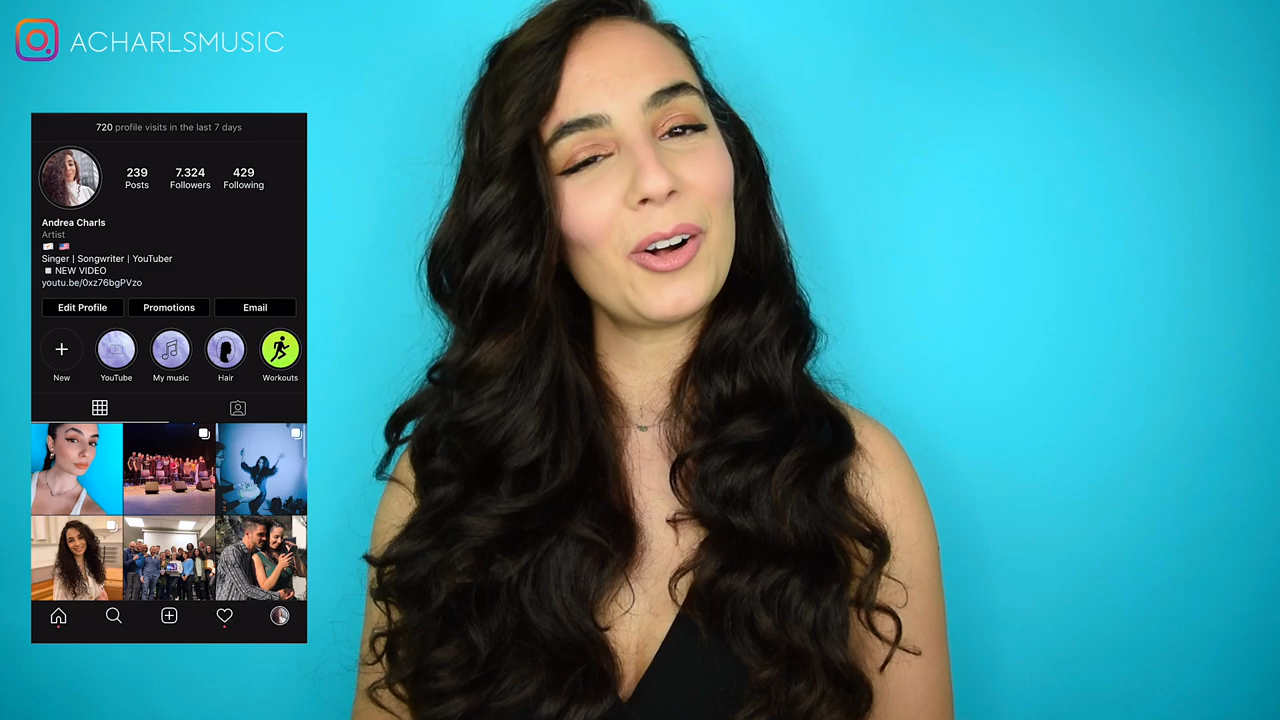 ACHARLSMUSIC
720 profile visits in the last 7 days
239 7.324 429
Posts Followers Following
Andrea Charls
Artist
Singer | Songwriter | YouTuber
NEW VIDEO
youtu.be/0xz76bgPVzo
Edit Profile Promotions Email
New YouTube My music Hair Workouts